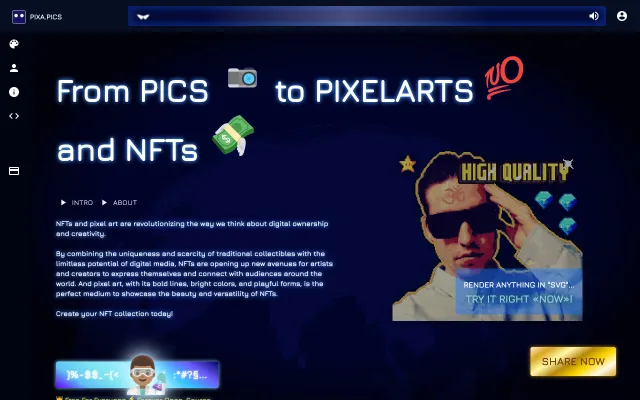 PIXA.PICS
From PICS to PIXELARTS
and NFTs
INTRO ABOUT
NFTs and pixel art are revolutionizing the way we think about digital ownership
and creativity.
By combining the uniqueness and scarcity of traditional collectibles with the
limitless potential of digital media, NFTs are opening up new avenues for artists
and creators to express themselves and connect with audiences around the
world. And pixel art, with its bold lines, bright colors, and playful forms, is the
perfect medium to showcase the beauty and versatility of NFTs.
Create your NFT collection today!
HIGH QUALITY
RENDER ANYTHING IN "SVG"...
TRY IT RIGHT «NOW»!
SHARE NOW